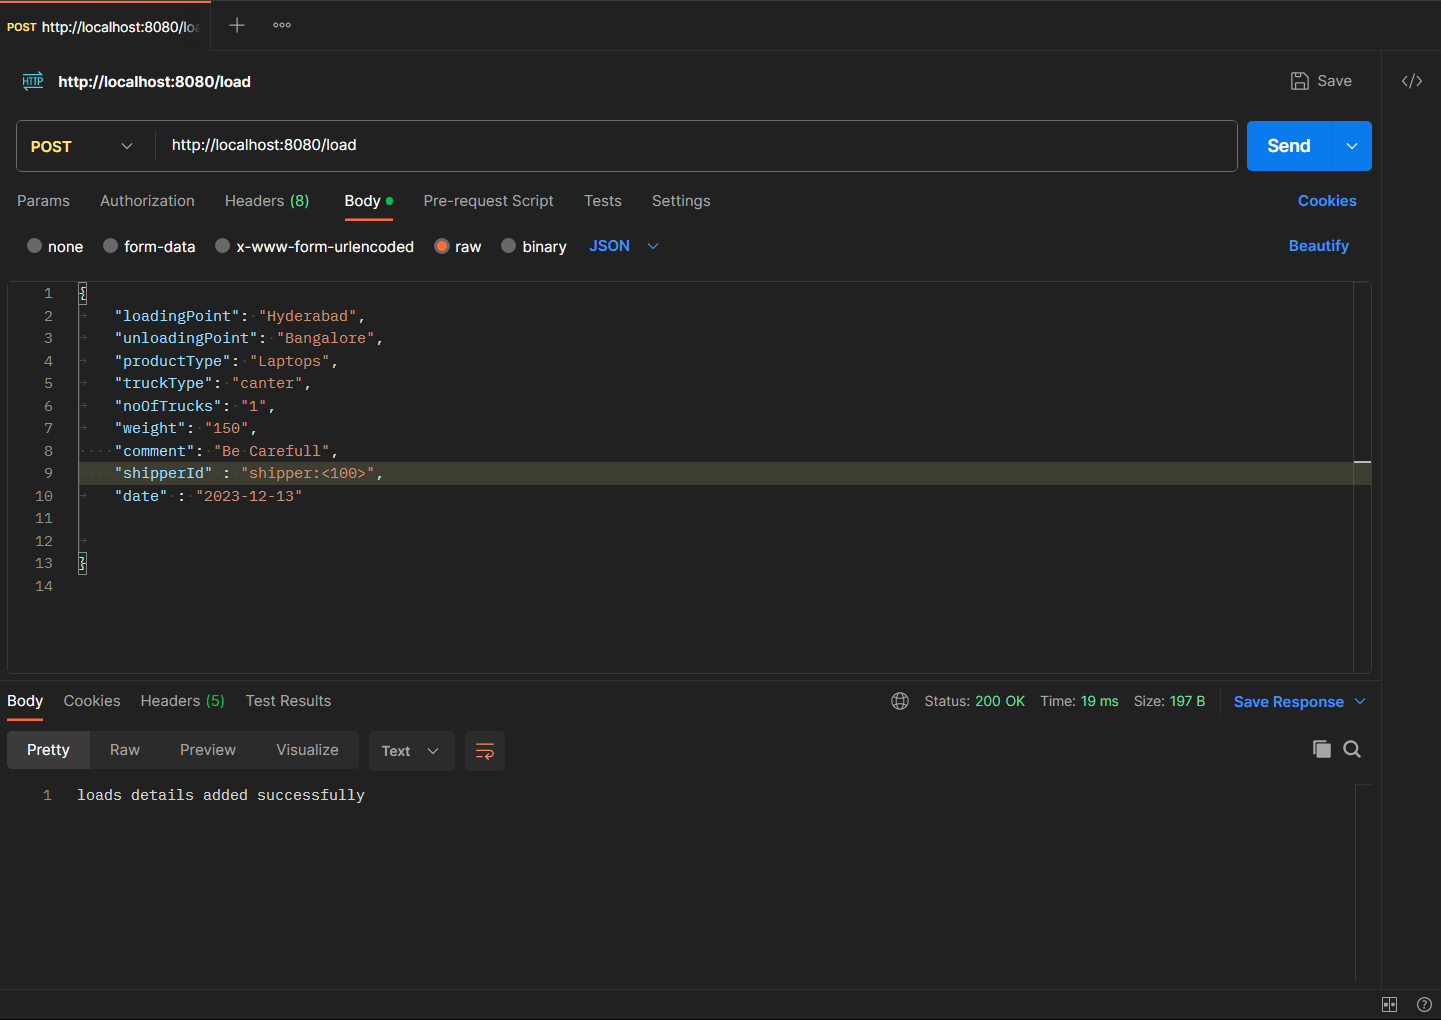 POST http://localhost:8080/loa
http://localhost:8080/load
Save
POST http://localhost:8080/load
Send
Params Authorization Headers (8) Body Pre-request Script Tests Settings Cookies
none form-data x-www-form-urlencoded raw binary JSON Beautify
1 {
2 "loadingPoint": "Hyderabad",
3 "unloadingPoint": "Bangalore",
4 "productType": "Laptops",
5 "truckType": "canter",
6 "noOfTrucks": "1",
7 "weight": "150",
8 "comment": "Be Carefull",
9 "shipperId" : "shipper:<100>",
10 "date" : "2023-12-13"
11
12
13 }
14
Body Cookies Headers (5) Test Results Status: 200 OK Time: 19 ms Size: 197 B Save Response
Pretty Raw Preview Visualize Text
1 loads details added successfully